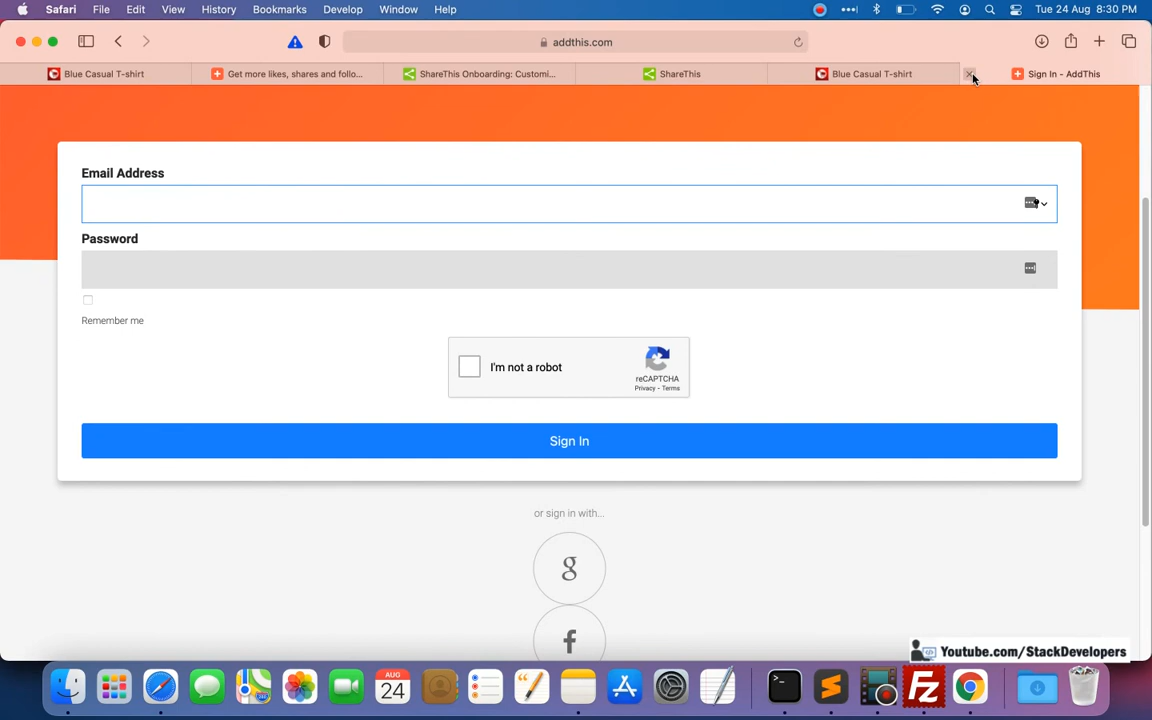 Safari File Edit View History Bookmarks Develop Window Help Tue 24 Aug 8:30 PM
addthis.com
Blue Casual T-shirt Get more likes, shares and follo... ShareThis Onboarding: Customi... ShareThis Blue Casual T-shirt Sign In - AddThis
Email Address
Password
Remember me
I'm not a robot
reCAPTCHA
Privacy - Terms
Sign In
or sign in with...
g
f
Youtube.com/StackDevelopers
AUG
24